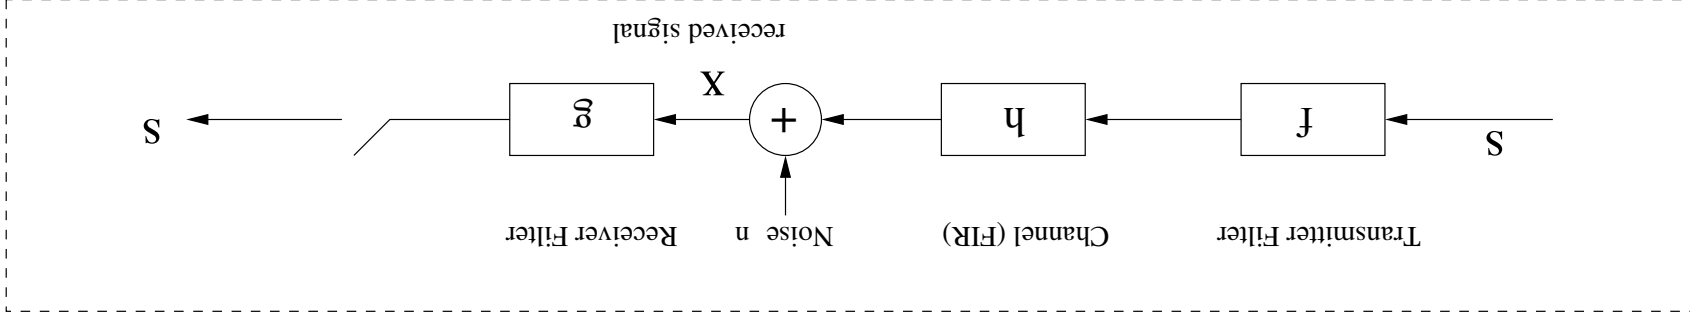 Transmitter Filter
Channel (FIR)
Noise n
Receiver Filter
S
f
h
+
g
S
X
received signal